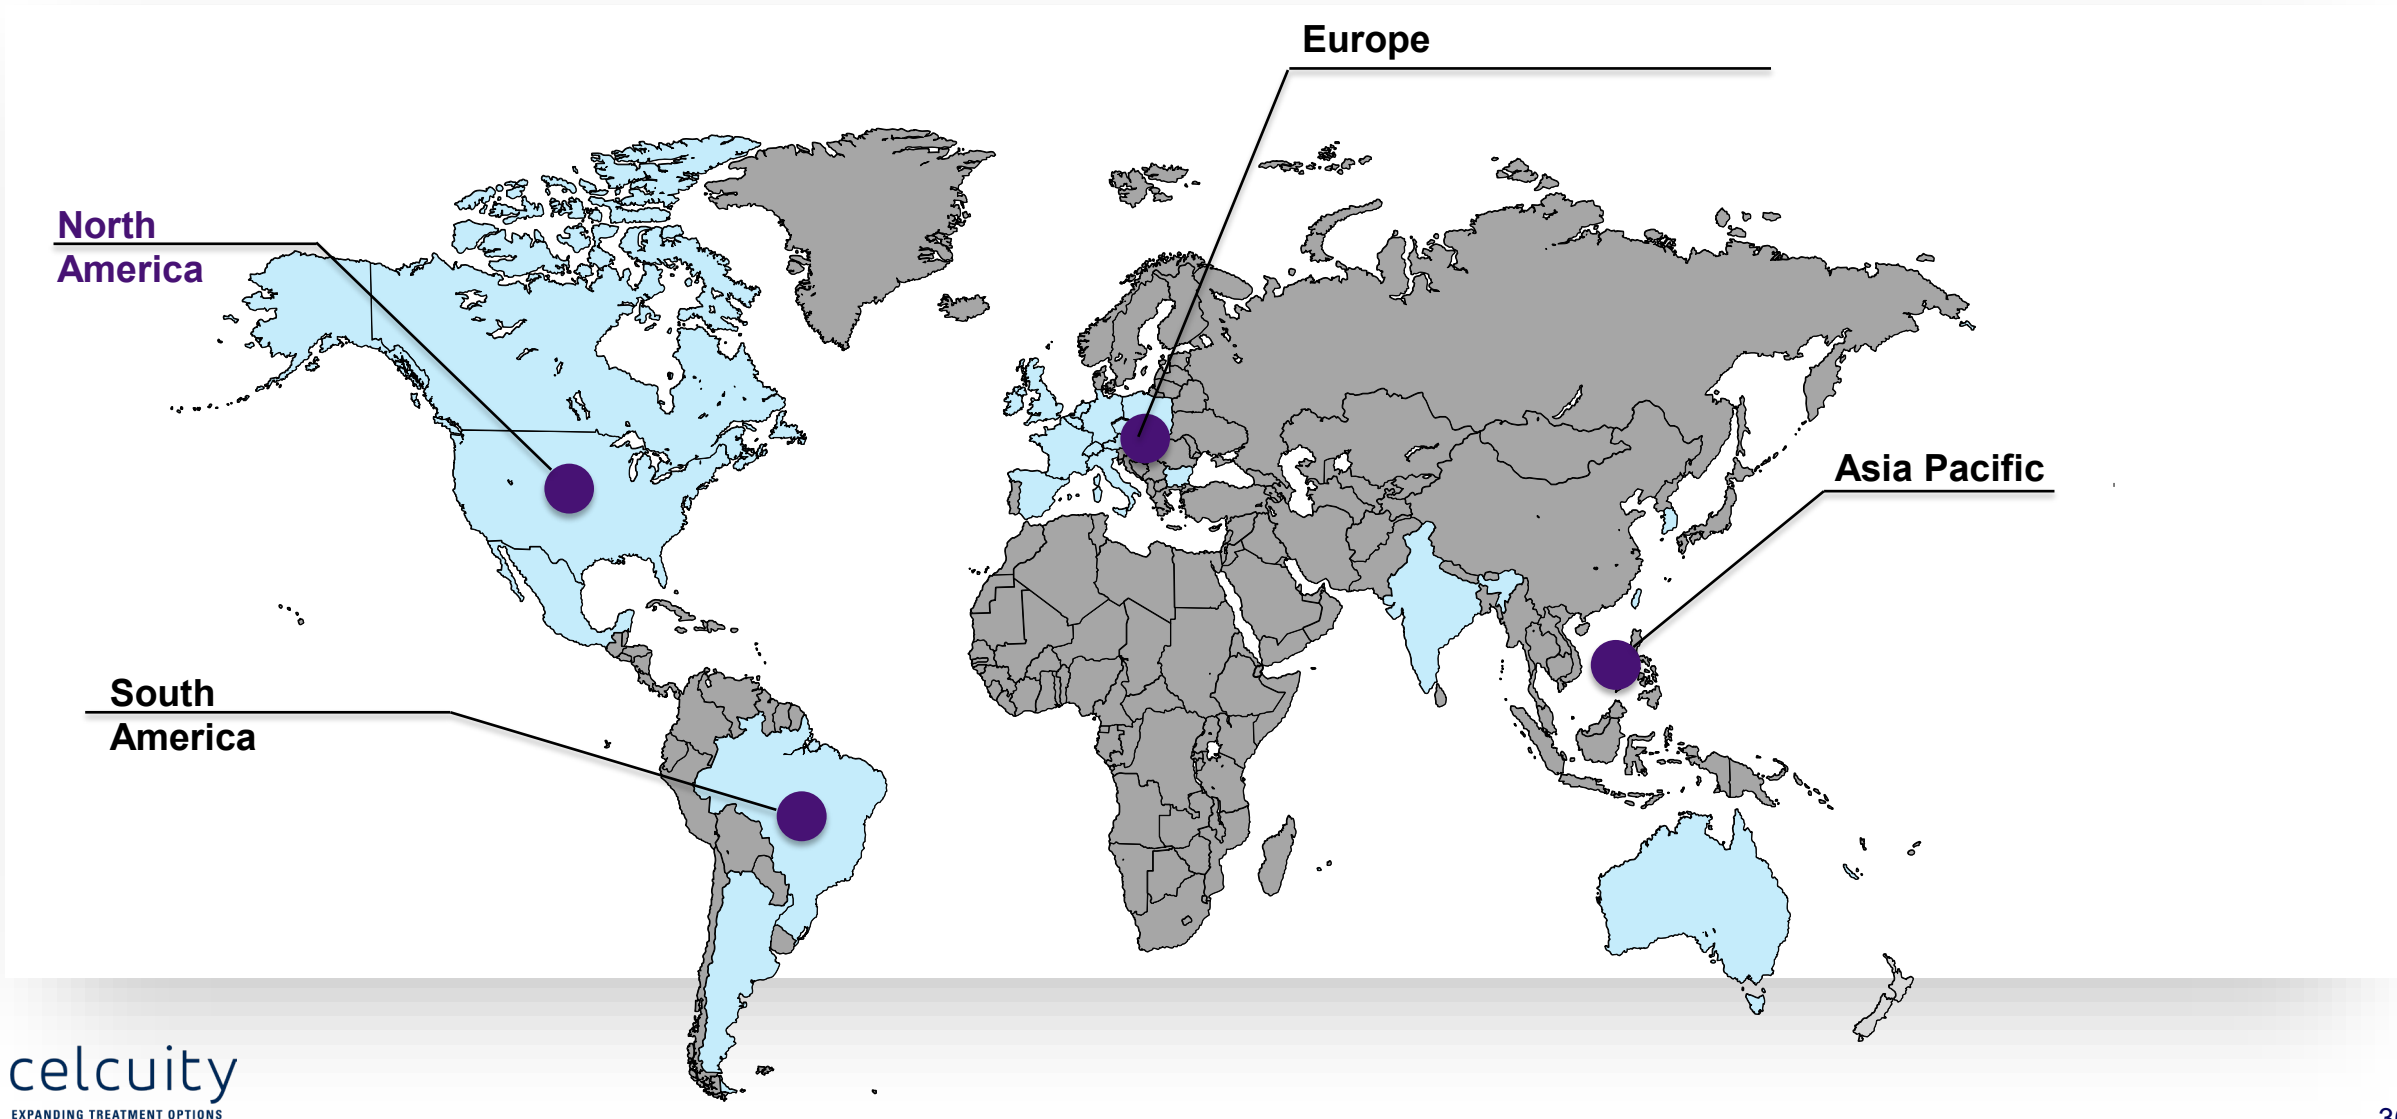 Europe
North
America
Asia Pacific
South
America
celcuity
EXPANDING TREATMENT OPTIONS